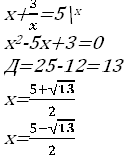 x+3/x=5\x
x²-5x+3=0
Д=25-12=13
x=(5+√13)/2
x=(5-√13)/2